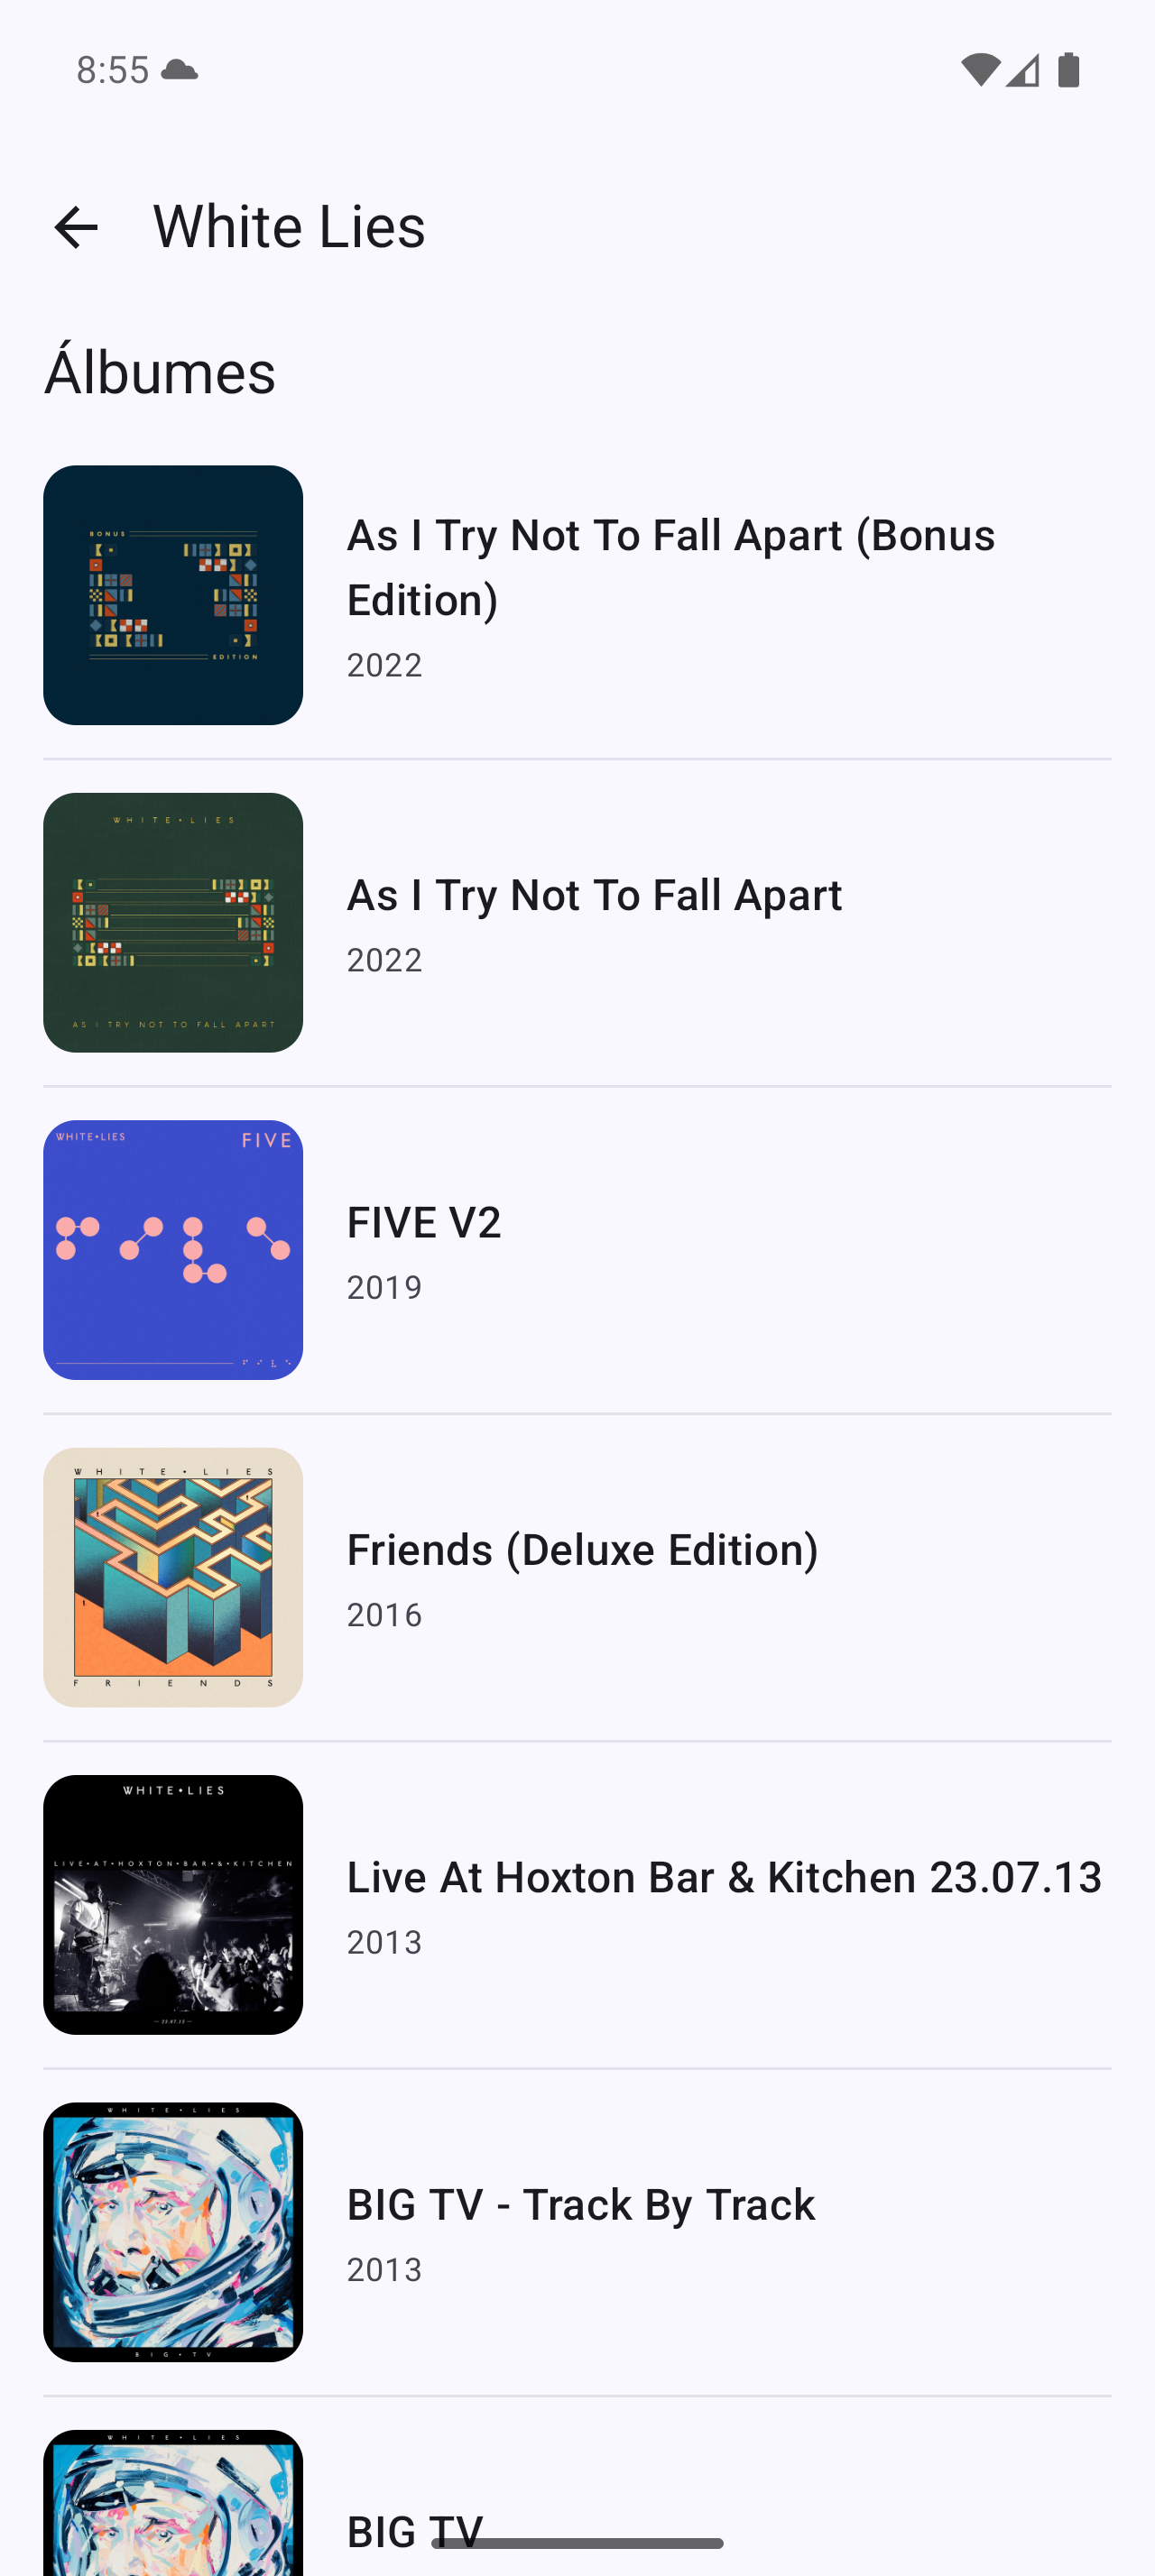 8:55
White Lies
Álbumes
BONUS
EDITION
As I Try Not To Fall Apart (Bonus
Edition)
2022
WHITE•LIES
AS I TRY NOT TO FALL APART
As I Try Not To Fall Apart
2022
WHITE•LIES
FIVE
FIVE V2
2019
WHITE•LIES
FRIENDS
Friends (Deluxe Edition)
2016
WHITE•LIES
LIVE•AT•HOXTON•BAR•&•KITCHEN
23.07.13
Live At Hoxton Bar & Kitchen 23.07.13
2013
WHITE•LIES
BIG•TV
BIG TV - Track By Track
2013
WHITE•LIES
BIG TV